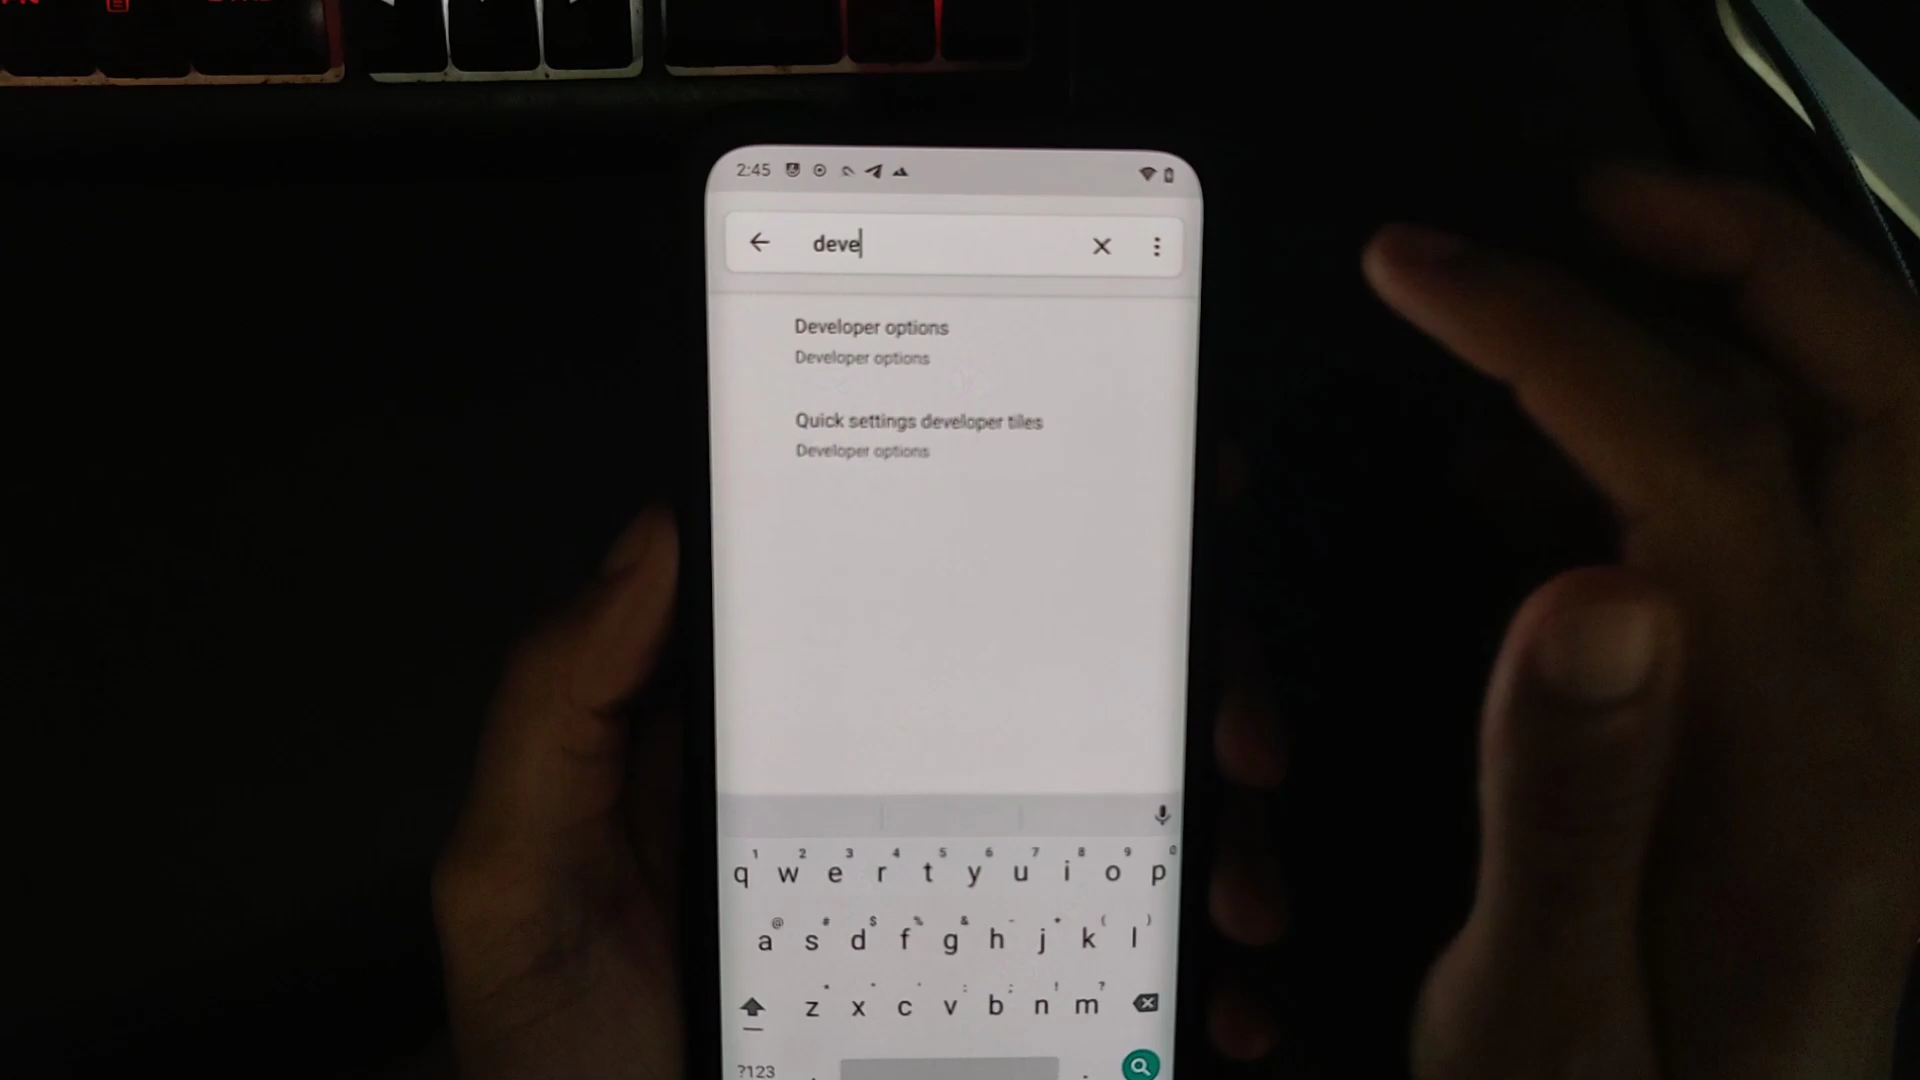 2:45
deve
Developer options
Developer options
Quick settings developer tiles
Developer options
1 2 3 4 5 6 7 8 9 0
q w e r t y u i o p
@ # $ % & - + ( )
a s d f g h j k l
* " ' : ; ! ?
z x c v b n m
?123 , .